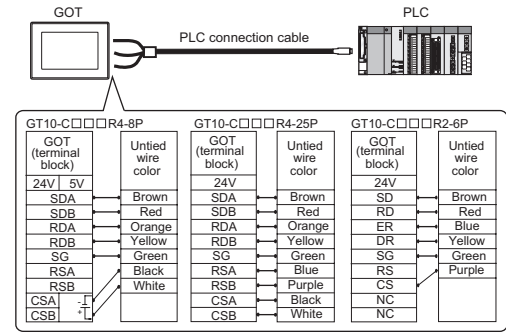 GOT PLC
PLC connection cable
GT10-C□□□R4-8P GT10-C□□□R4-25P GT10-C□□□R2-6P
GOT (terminal block) Untied wire color GOT (terminal block) Untied wire color GOT (terminal block) Untied wire color
24V 5V 24V 24V
SDA Brown SDA Brown SD Brown
SDB Red SDB Red RD Red
RDA Orange RDA Orange ER Blue
RDB Yellow RDB Yellow DR Yellow
SG Green SG Green SG Green
RSA Black RSA Blue RS Purple
RSB White RSB Purple CS
CSA - CSA Black NC
CSB + CSB White NC